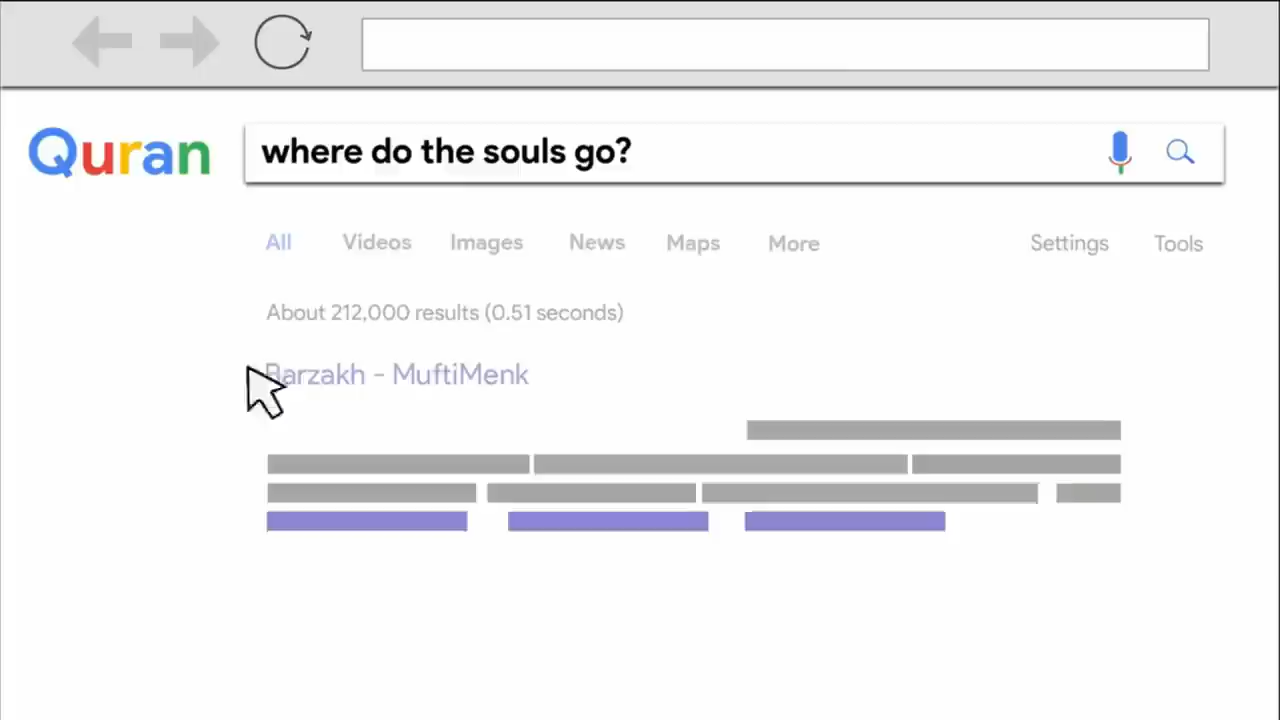 Quran
where do the souls go?
All Videos Images News Maps More Settings Tools
About 212,000 results (0.51 seconds)
Barzakh - MuftiMenk